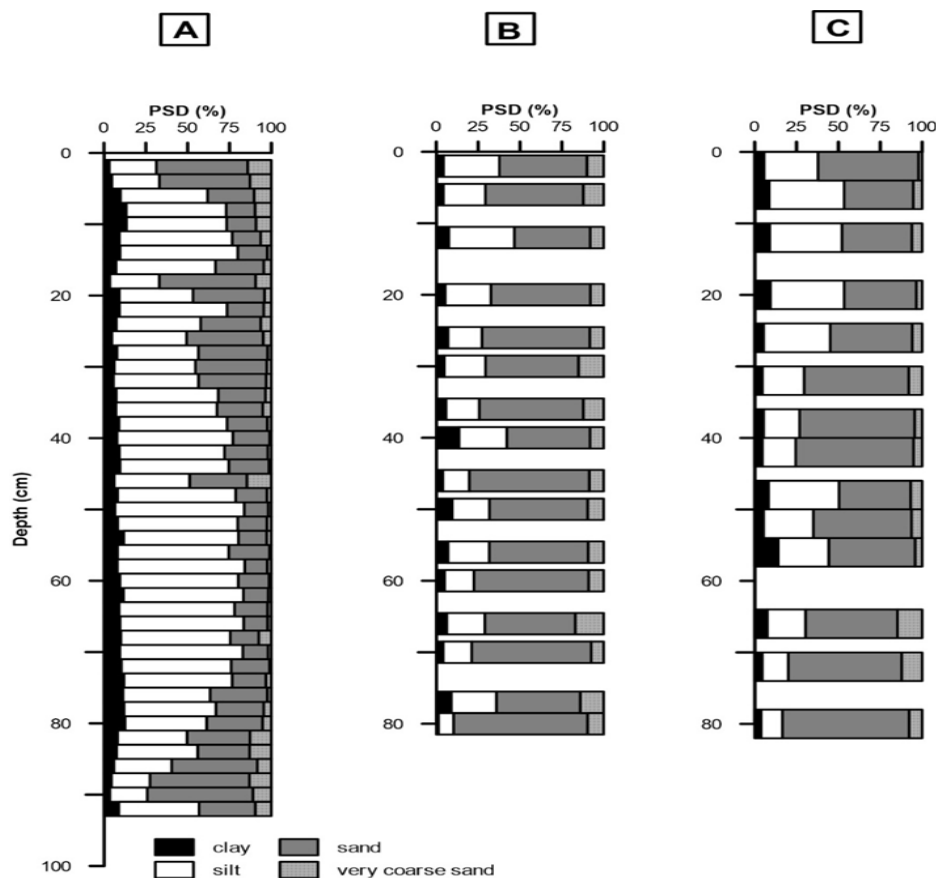 A B C
PSD (%) PSD (%) PSD (%)
0 25 50 75 100 0 25 50 75 100 0 25 50 75 100
0 0 0
20 20 20
40 40 40
Depth (cm)
60 60 60
80 80 80
100
clay sand
silt very coarse sand